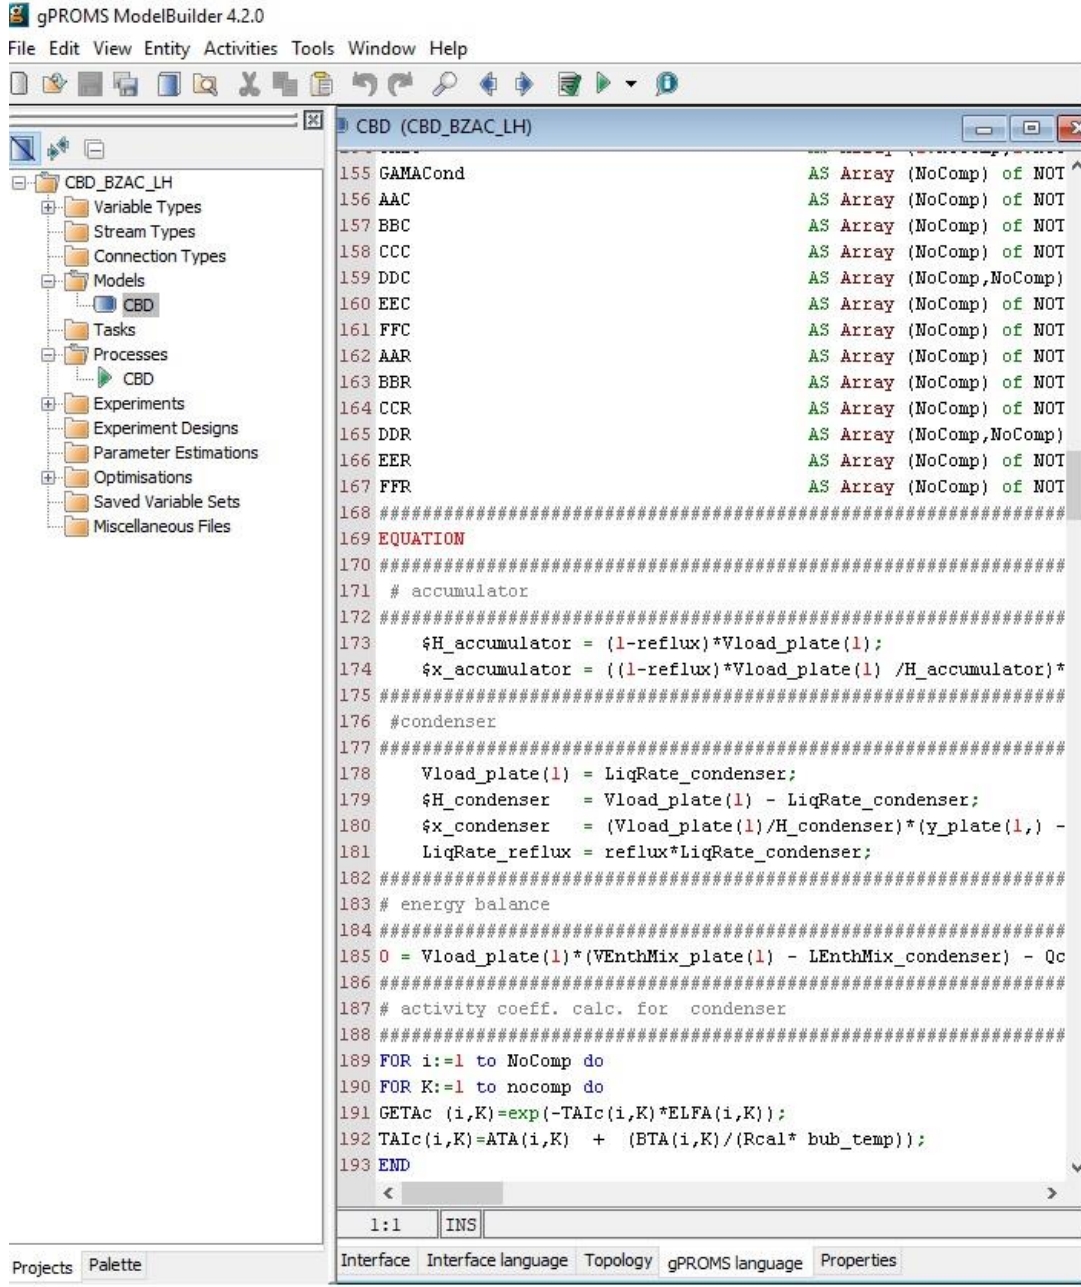 gPROMS ModelBuilder 4.2.0
File Edit View Entity Activities Tools Window Help
CBD (CBD_BZAC_LH)
CBD_BZAC_LH
Variable Types
Stream Types
Connection Types
Models
CBD
Tasks
Processes
CBD
Experiments
Experiment Designs
Parameter Estimations
Optimisations
Saved Variable Sets
Miscellaneous Files
Projects Palette
155 GAMACond AS Array (NoComp) of NOT
156 AAC AS Array (NoComp) of NOT
157 BBC AS Array (NoComp) of NOT
158 CCC AS Array (NoComp) of NOT
159 DDC AS Array (NoComp,NoComp)
160 EEC AS Array (NoComp) of NOT
161 FFC AS Array (NoComp) of NOT
162 AAR AS Array (NoComp) of NOT
163 BBR AS Array (NoComp) of NOT
164 CCR AS Array (NoComp) of NOT
165 DDR AS Array (NoComp,NoComp)
166 EER AS Array (NoComp) of NOT
167 FFR AS Array (NoComp) of NOT
168 ################################################################
169 EQUATION
170 ################################################################
171 # accumulator
172 ################################################################
173 $H_accumulator = (1-reflux)*Vload_plate(1);
174 $x_accumulator = ((1-reflux)*Vload_plate(1) /H_accumulator)*
175 ################################################################
176 #condenser
177 ################################################################
178 Vload_plate(1) = LiqRate_condenser;
179 $H_condenser = Vload_plate(1) - LiqRate_condenser;
180 $x_condenser = (Vload_plate(1)/H_condenser)*(y_plate(1,) -
181 LiqRate_reflux = reflux*LiqRate_condenser;
182 ################################################################
183 # energy balance
184 ################################################################
185 0 = Vload_plate(1)*(VEnthMix_plate(1) - LEnthMix_condenser) - Qc
186 ################################################################
187 # activity coeff. calc. for condenser
188 ################################################################
189 FOR i:=1 to NoComp do
190 FOR K:=1 to nocomp do
191 GETAc (i,K)=exp(-TAIc(i,K)*ELFA(i,K));
192 TAIc(i,K)=ATA(i,K) + (BTA(i,K)/(Rcal* bub_temp));
193 END
1:1 INS
Interface Interface language Topology gPROMS language Properties